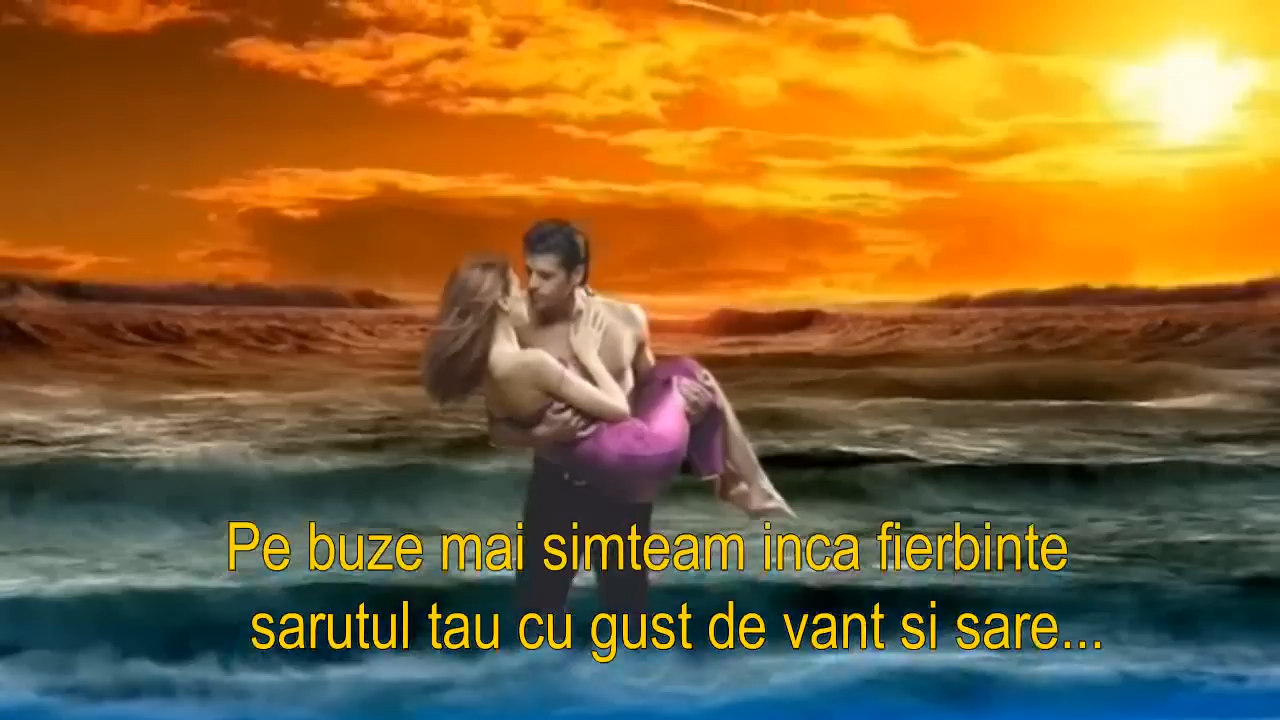 Pe buze mai simteam inca fierbinte
sarutul tau cu gust de vant si sare...